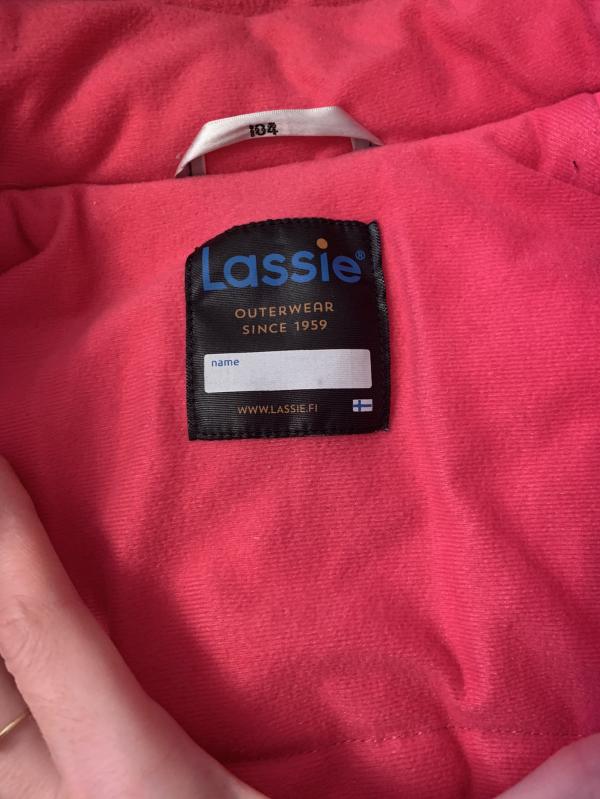 104
Lassie®
OUTERWEAR
SINCE 1959
name
WWW.LASSIE.FI